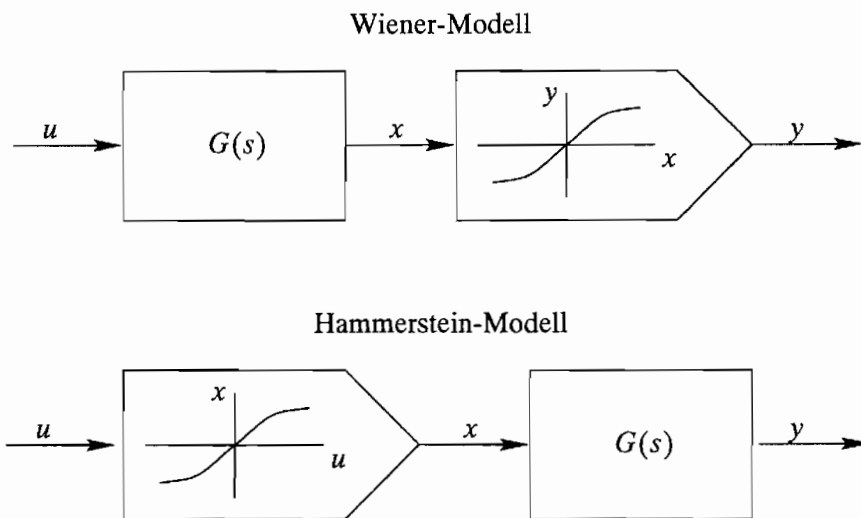 Wiener-Modell
u
G(s)
x
y
x
y
Hammerstein-Modell
u
x
u
x
G(s)
y